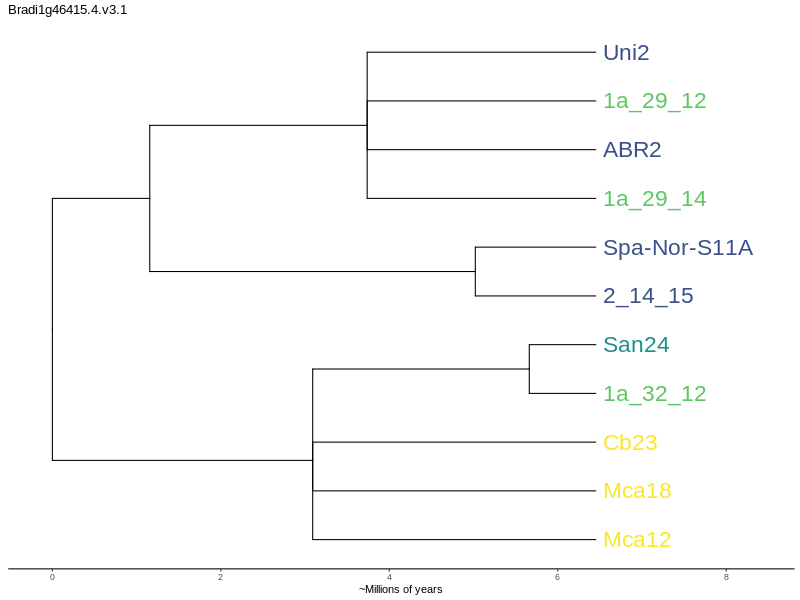 Bradi1g46415.4.v3.1
Uni2
1a_29_12
ABR2
1a_29_14
Spa-Nor-S11A
2_14_15
San24
1a_32_12
Cb23
Mca18
Mca12
0 2 4 6 8
~Millions of years